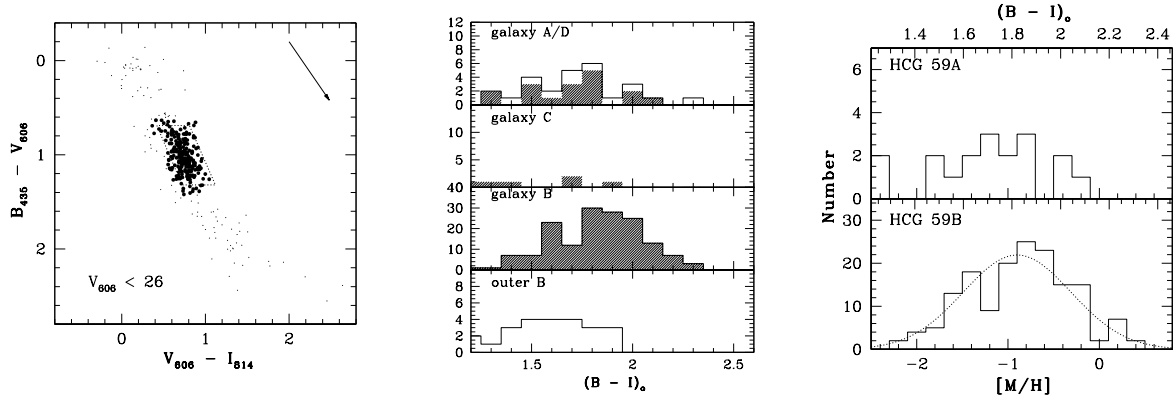 0
1
2
B435 − V606
V606 < 26
0 1 2
V606 − I814
12
10
8
6
4
2
0
galaxy A/D
10
5
0
galaxy C
40
30
20
10
0
galaxy B
8
6
4
2
0
outer B
1.5 2 2.5
(B − I)o
(B − I)o
1.4 1.6 1.8 2 2.2 2.4
6
4
2
0
HCG 59A
Number
30
20
10
0
HCG 59B
−2 −1 0
[M/H]